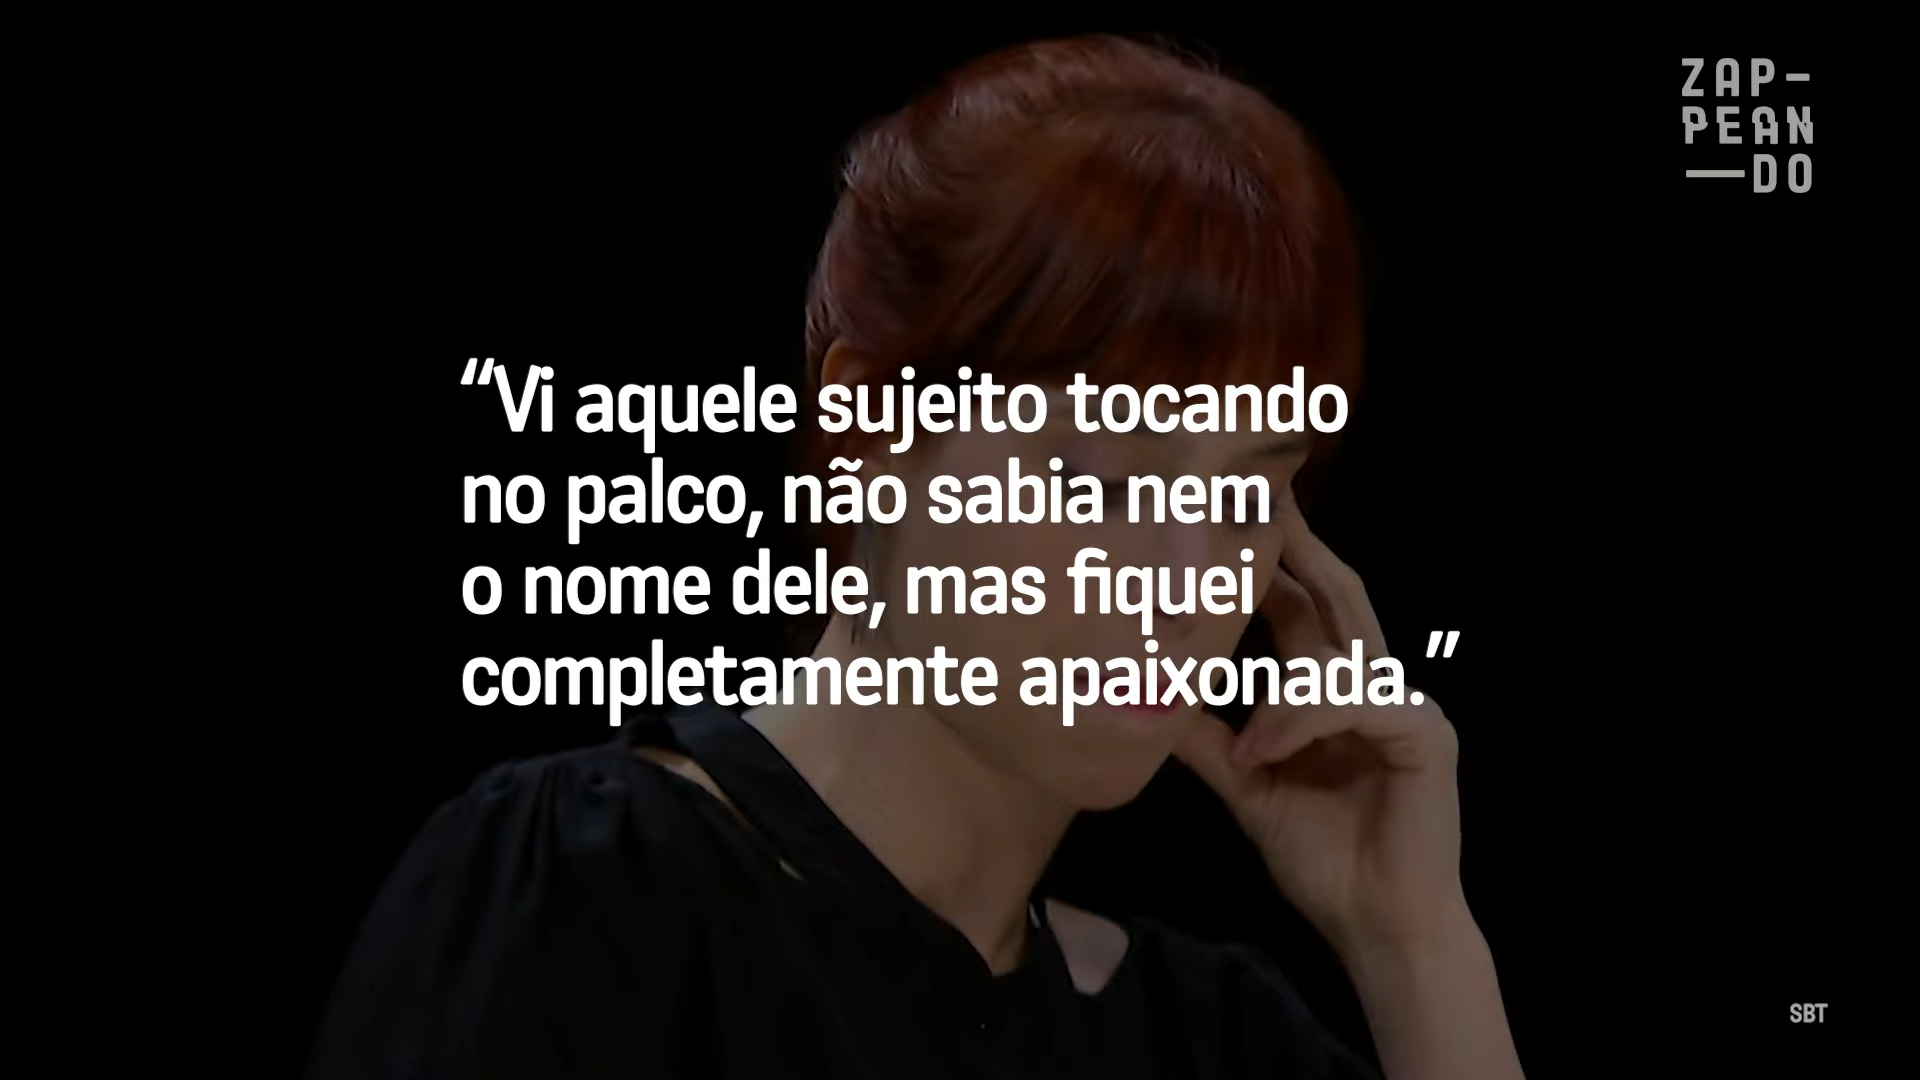 ZAP-
PEAN
—DO
“Vi aquele sujeito tocando
no palco, não sabia nem
o nome dele, mas fiquei
completamente apaixonada.”
SBT